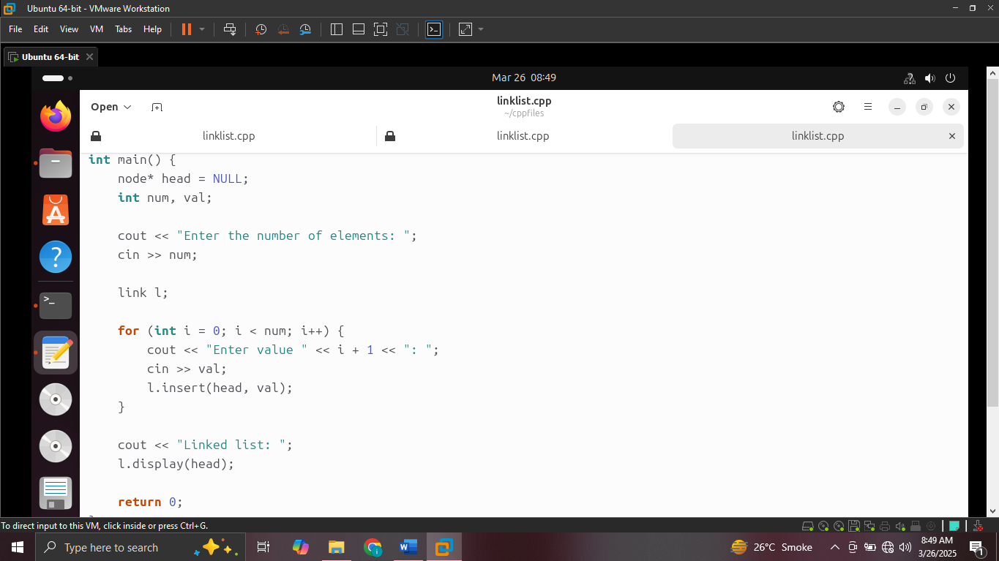 Ubuntu 64-bit - VMware Workstation
File Edit View VM Tabs Help
Ubuntu 64-bit
Mar 26 08:49
Open
linklist.cpp
~/cppfiles
linklist.cpp linklist.cpp linklist.cpp
int main() {
    node* head = NULL;
    int num, val;
    cout << "Enter the number of elements: ";
    cin >> num;
    link l;
    for (int i = 0; i < num; i++) {
        cout << "Enter value " << i + 1 << ": ";
        cin >> val;
        l.insert(head, val);
    }
    cout << "Linked list: ";
    l.display(head);
    return 0;
To direct input to this VM, click inside or press Ctrl+G.
Type here to search
26°C Smoke
8:49 AM
3/26/2025
1